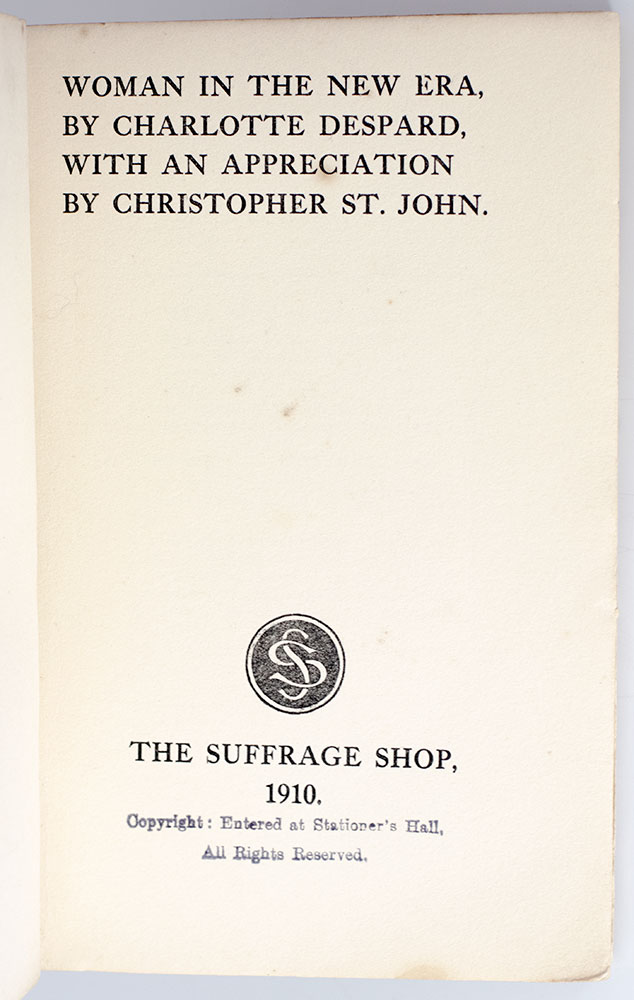 WOMAN IN THE NEW ERA,
BY CHARLOTTE DESPARD,
WITH AN APPRECIATION
BY CHRISTOPHER ST. JOHN.
SS
THE SUFFRAGE SHOP,
1910.
Copyright: Entered at Stationer's Hall,
All Rights Reserved.